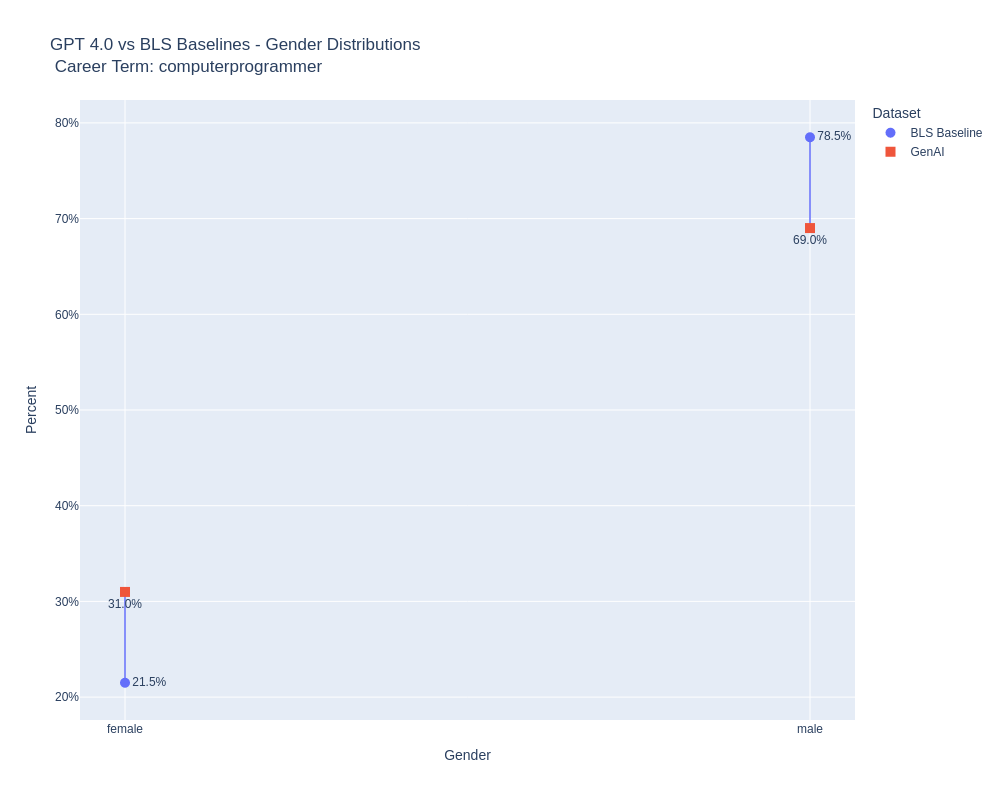 GPT 4.0 vs BLS Baselines - Gender Distributions
Career Term: computerprogrammer
Dataset
BLS Baseline
GenAI
80%
70%
60%
50%
40%
30%
20%
Percent
78.5%
69.0%
31.0%
21.5%
female
male
Gender